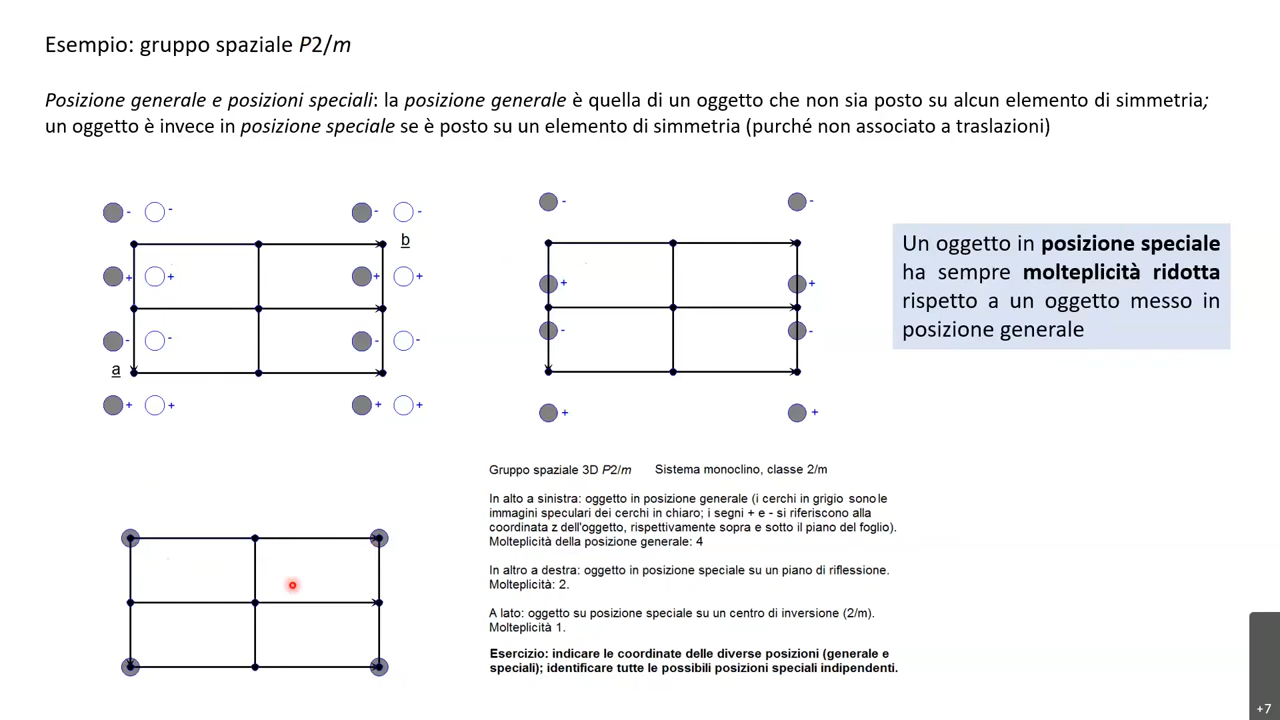 Esempio: gruppo spaziale P2/m
Posizione generale e posizioni speciali: la posizione generale è quella di un oggetto che non sia posto su alcun elemento di simmetria;
un oggetto è invece in posizione speciale se è posto su un elemento di simmetria (purché non associato a traslazioni)
- - - -
b
+ + + +
- - - -
a
+ + + +
- -
+ +
- -
+ +
Un oggetto in posizione speciale
ha sempre molteplicità ridotta
rispetto a un oggetto messo in
posizione generale
Gruppo spaziale 3D P2/m Sistema monoclino, classe 2/m
In alto a sinistra: oggetto in posizione generale (i cerchi in grigio sono le
immagini speculari dei cerchi in chiaro; i segni + e - si riferiscono alla
coordinata z dell'oggetto, rispettivamente sopra e sotto il piano del foglio).
Molteplicità della posizione generale: 4
In altro a destra: oggetto in posizione speciale su un piano di riflessione.
Molteplicità: 2.
A lato: oggetto su posizione speciale su un centro di inversione (2/m).
Molteplicità 1.
Esercizio: indicare le coordinate delle diverse posizioni (generale e
speciali); identificare tutte le possibili posizioni speciali indipendenti.
+7